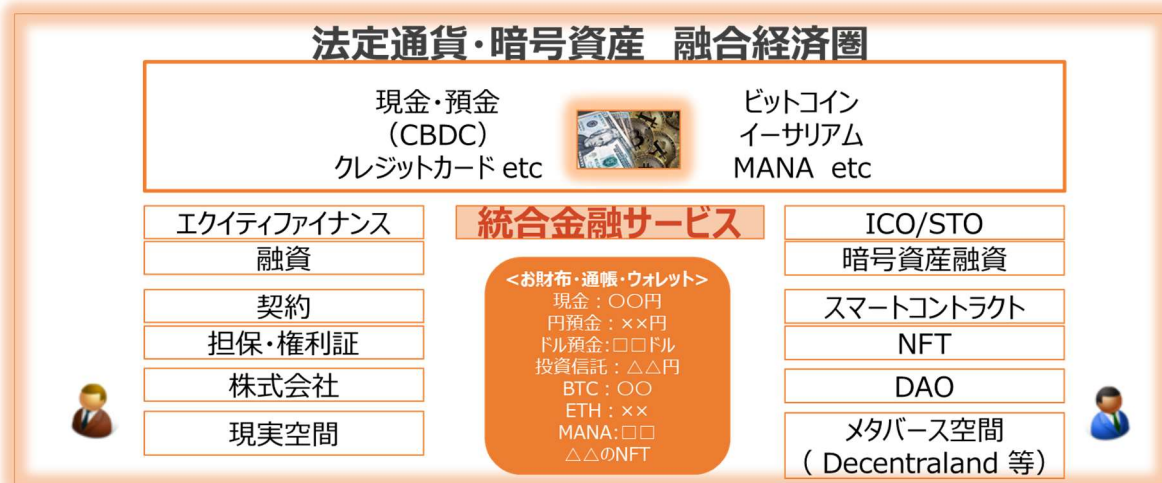 法定通貨・暗号資産 融合経済圏
現金・預金
（CBDC）
クレジットカード etc
ビットコイン
イーサリアム
MANA etc
エクイティファイナンス
融資
契約
担保・権利証
株式会社
現実空間
統合金融サービス
<お財布・通帳・ウォレット>
現金：〇〇円
円預金：××円
ドル預金:□□ドル
投資信託：△△円
BTC：〇〇
ETH：××
MANA:□□
△△のNFT
ICO/STO
暗号資産融資
スマートコントラクト
NFT
DAO
メタバース空間
（ Decentraland 等）